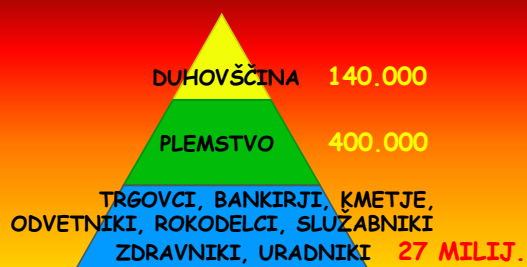 DUHOVŠČINA 140.000
PLEMSTVO 400.000
TRGOVCI, BANKIRJI, KMETJE,
ODVETNIKI, ROKODELCI, SLUŽABNIKI
ZDRAVNIKI, URADNIKI 27 MILIJ.